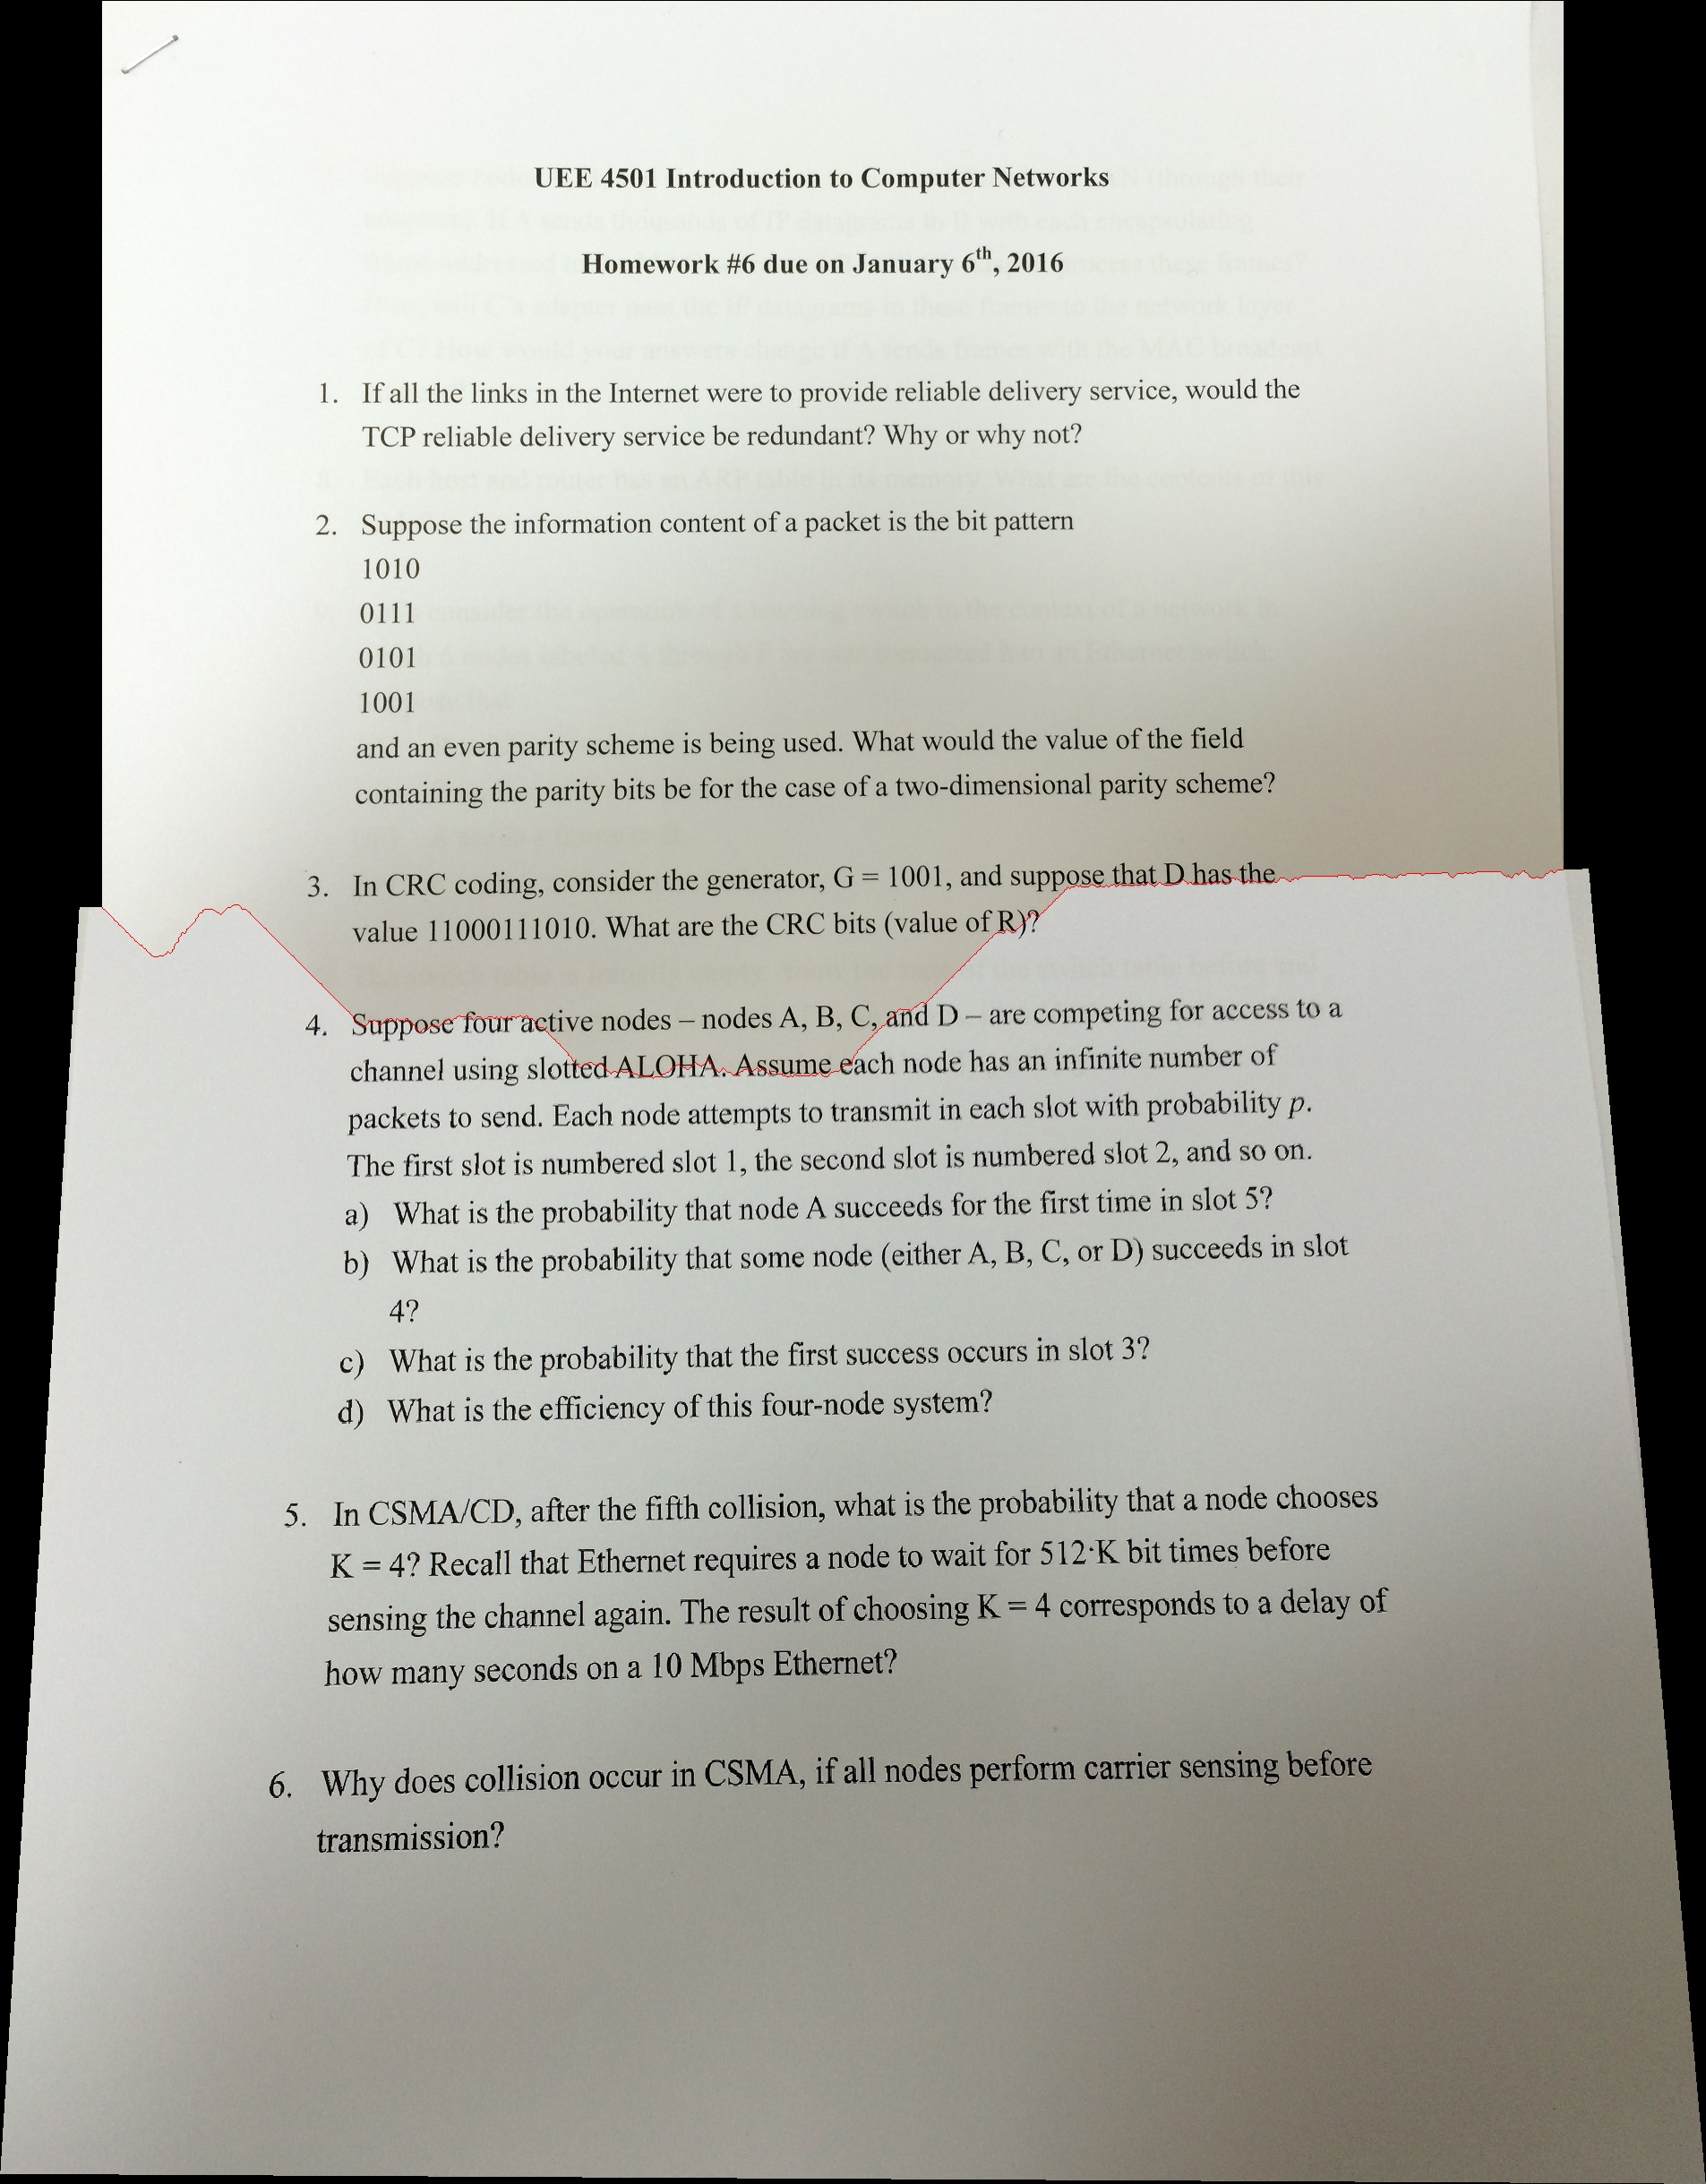 UEE 4501 Introduction to Computer Networks
Homework #6 due on January 6th, 2016
1. If all the links in the Internet were to provide reliable delivery service, would the
TCP reliable delivery service be redundant? Why or why not?
2. Suppose the information content of a packet is the bit pattern
1010
0111
0101
1001
and an even parity scheme is being used. What would the value of the field
containing the parity bits be for the case of a two-dimensional parity scheme?
3. In CRC coding, consider the generator, G = 1001, and suppose that D has the
value 11000111010. What are the CRC bits (value of R)?
4. Suppose four active nodes – nodes A, B, C, and D – are competing for access to a
channel using slotted ALOHA. Assume each node has an infinite number of
packets to send. Each node attempts to transmit in each slot with probability p.
The first slot is numbered slot 1, the second slot is numbered slot 2, and so on.
a) What is the probability that node A succeeds for the first time in slot 5?
b) What is the probability that some node (either A, B, C, or D) succeeds in slot
4?
c) What is the probability that the first success occurs in slot 3?
d) What is the efficiency of this four-node system?
5. In CSMA/CD, after the fifth collision, what is the probability that a node chooses
K = 4? Recall that Ethernet requires a node to wait for 512·K bit times before
sensing the channel again. The result of choosing K = 4 corresponds to a delay of
how many seconds on a 10 Mbps Ethernet?
6. Why does collision occur in CSMA, if all nodes perform carrier sensing before
transmission?